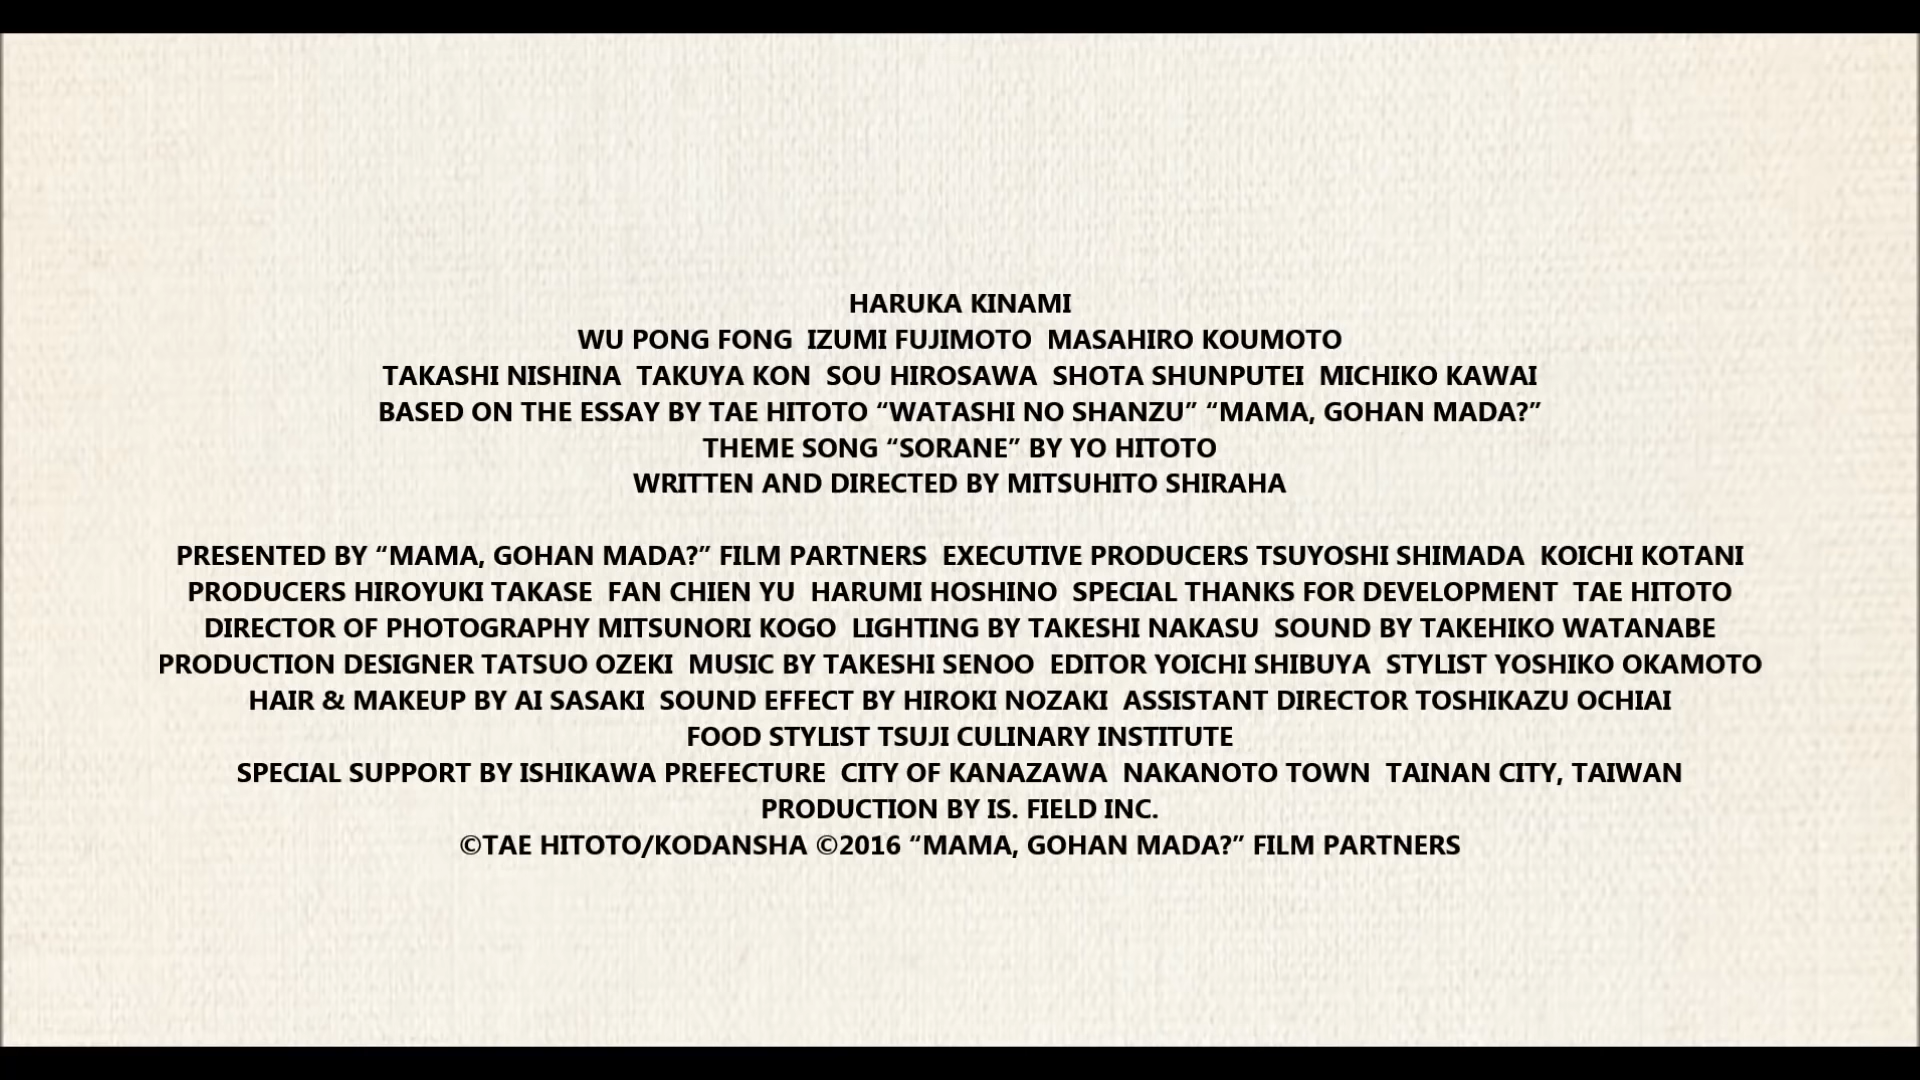 HARUKA KINAMI
WU PONG FONG  IZUMI FUJIMOTO  MASAHIRO KOUMOTO
TAKASHI NISHINA  TAKUYA KON  SOU HIROSAWA  SHOTA SHUNPUTEI  MICHIKO KAWAI
BASED ON THE ESSAY BY TAE HITOTO “WATASHI NO SHANZU” “MAMA, GOHAN MADA?”
THEME SONG “SORANE” BY YO HITOTO
WRITTEN AND DIRECTED BY MITSUHITO SHIRAHA
PRESENTED BY “MAMA, GOHAN MADA?” FILM PARTNERS  EXECUTIVE PRODUCERS TSUYOSHI SHIMADA  KOICHI KOTANI
PRODUCERS HIROYUKI TAKASE  FAN CHIEN YU  HARUMI HOSHINO  SPECIAL THANKS FOR DEVELOPMENT  TAE HITOTO
DIRECTOR OF PHOTOGRAPHY MITSUNORI KOGO  LIGHTING BY TAKESHI NAKASU  SOUND BY TAKEHIKO WATANABE
PRODUCTION DESIGNER TATSUO OZEKI  MUSIC BY TAKESHI SENOO  EDITOR YOICHI SHIBUYA  STYLIST YOSHIKO OKAMOTO
HAIR & MAKEUP BY AI SASAKI  SOUND EFFECT BY HIROKI NOZAKI  ASSISTANT DIRECTOR TOSHIKAZU OCHIAI
FOOD STYLIST TSUJI CULINARY INSTITUTE
SPECIAL SUPPORT BY ISHIKAWA PREFECTURE  CITY OF KANAZAWA  NAKANOTO TOWN  TAINAN CITY, TAIWAN
PRODUCTION BY IS. FIELD INC.
©TAE HITOTO/KODANSHA ©2016 “MAMA, GOHAN MADA?” FILM PARTNERS